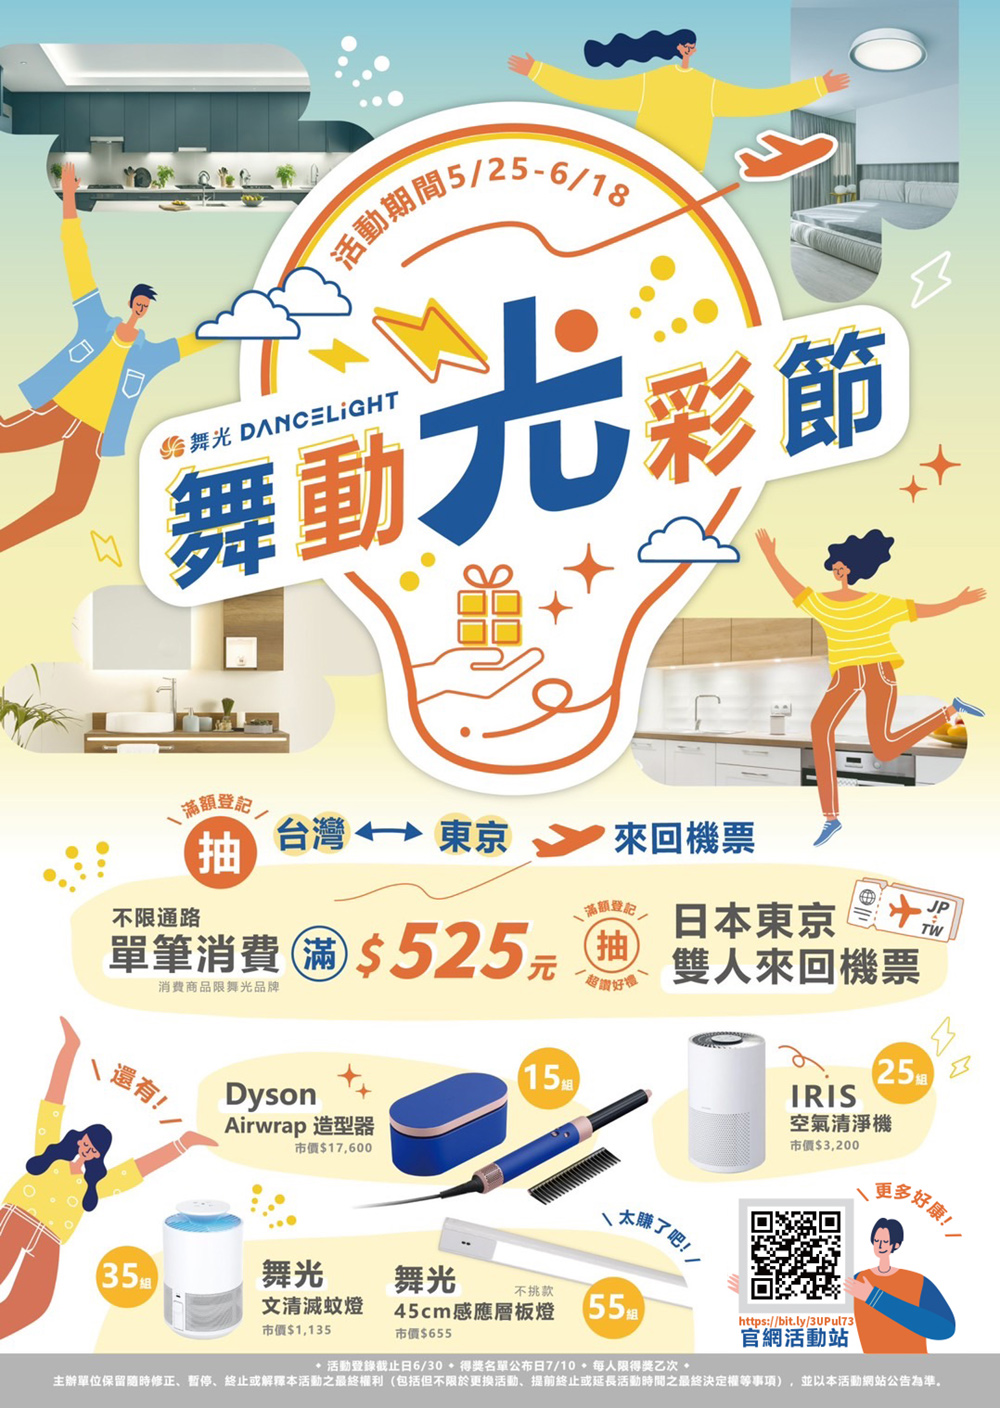 活動期間5/25-6/18
舞光 DANCELiGHT
舞動光彩節
滿額登記
抽
台灣
東京
來回機票
不限通路
單筆消費 滿 $525元
消費商品限舞光品牌
滿額登記
抽
超讚好禮
日本東京
雙人來回機票
JP
TW
還有!
Dyson
Airwrap 造型器
市價$17,600
15組
IRIS
空氣清淨機
市價$3,200
25組
35組
舞光
文清滅蚊燈
市價$1,135
舞光
不挑款
45cm感應層板燈
市價$655
55組
太賺了吧!
更多好康!
https://bit.ly/3UPul73
官網活動站
• 活動登錄截止日6/30 • 得獎名單公布日7/10 • 每人限得獎乙次 •
主辦單位保留隨時修正、暫停、終止或解釋本活動之最終權利（包括但不限於更換活動、提前終止或延長活動時間之最終決定權等事項），並以本活動網站公告為準。